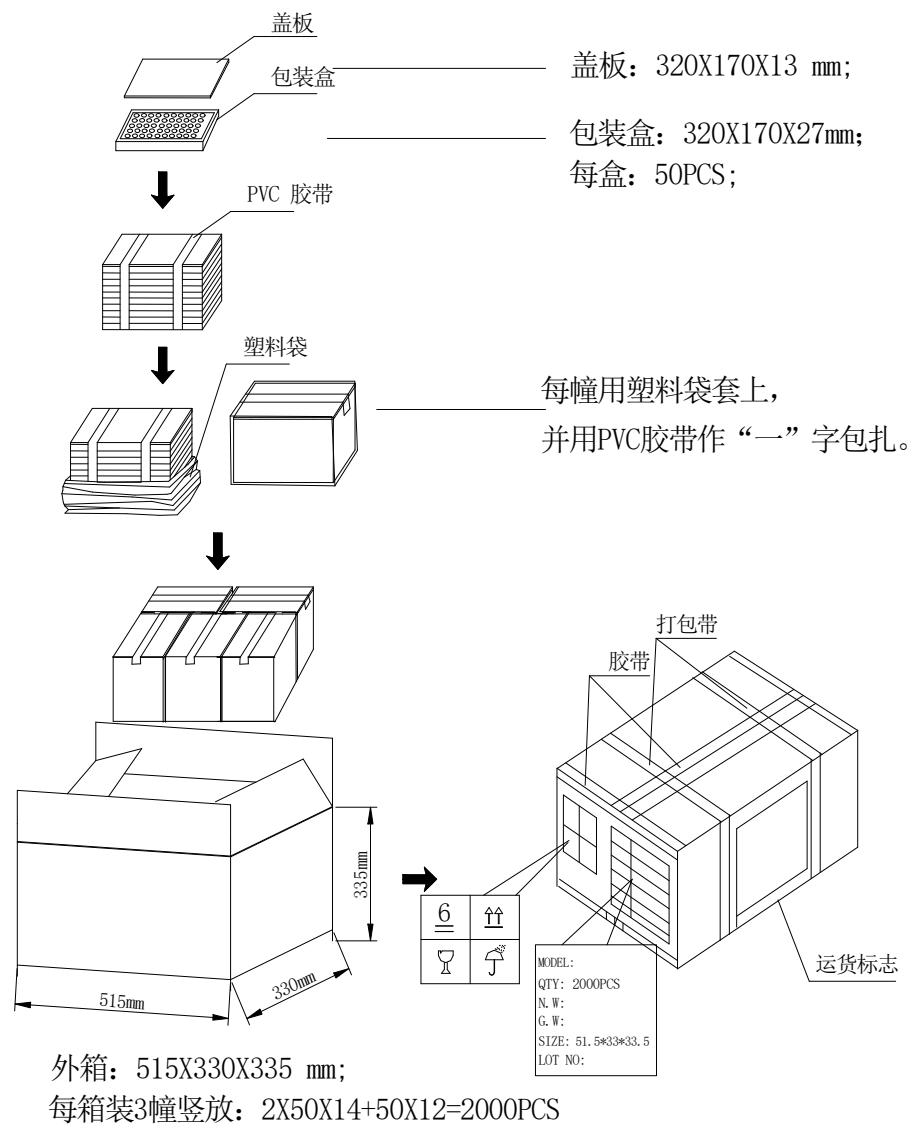 盖板
包装盒
盖板：320X170X13 mm;
包装盒：320X170X27mm;
每盒：50PCS;
PVC 胶带
塑料袋
每幢用塑料袋套上，
并用PVC胶带作“一”字包扎。
打包带
胶带
335mm
330mm
515mm
6
MODEL:
QTY: 2000PCS
N.W:
G.W:
SIZE: 51.5*33*33.5
LOT NO:
运货标志
外箱：515X330X335 mm;
每箱装3幢竖放：2X50X14+50X12=2000PCS